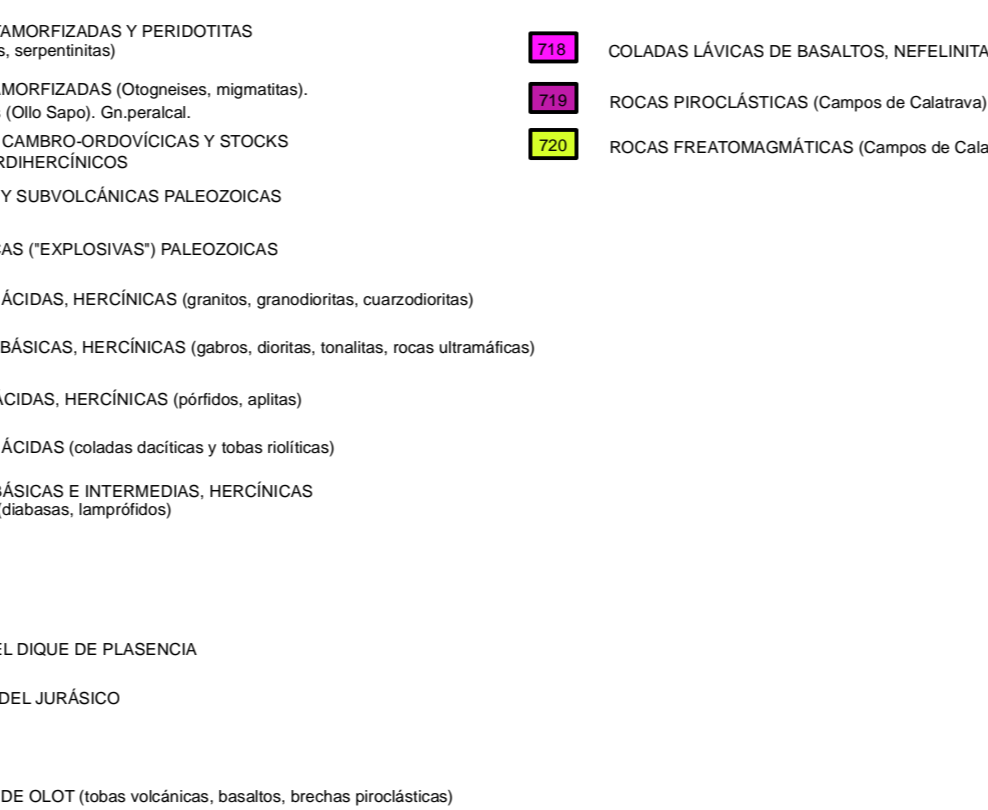 AMORFIZADAS Y PERIDOTITAS
s, serpentinitas)
MORFIZADAS (Otogneises, migmatitas).
(Ollo Sapo). Gn.peralcal.
CAMBRO-ORDOVÍCICAS Y STOCKS
RDIHERCÍNICOS
Y SUBVOLCÁNICAS PALEOZOICAS
CAS ("EXPLOSIVAS") PALEOZOICAS
ÁCIDAS, HERCÍNICAS (granitos, granodioritas, cuarzodioritas)
BÁSICAS, HERCÍNICAS (gabros, dioritas, tonalitas, rocas ultramáficas)
ÁCIDAS, HERCÍNICAS (pórfidos, aplitas)
ÁCIDAS (coladas dacíticas y tobas riolíticas)
BÁSICAS E INTERMEDIAS, HERCÍNICAS
(diabasas, lamprófidos)
EL DIQUE DE PLASENCIA
DEL JURÁSICO
DE OLOT (tobas volcánicas, basaltos, brechas piroclásticas)
718 COLADAS LÁVICAS DE BASALTOS, NEFELINITA
719 ROCAS PIROCLÁSTICAS (Campos de Calatrava)
720 ROCAS FREATOMAGMÁTICAS (Campos de Cala